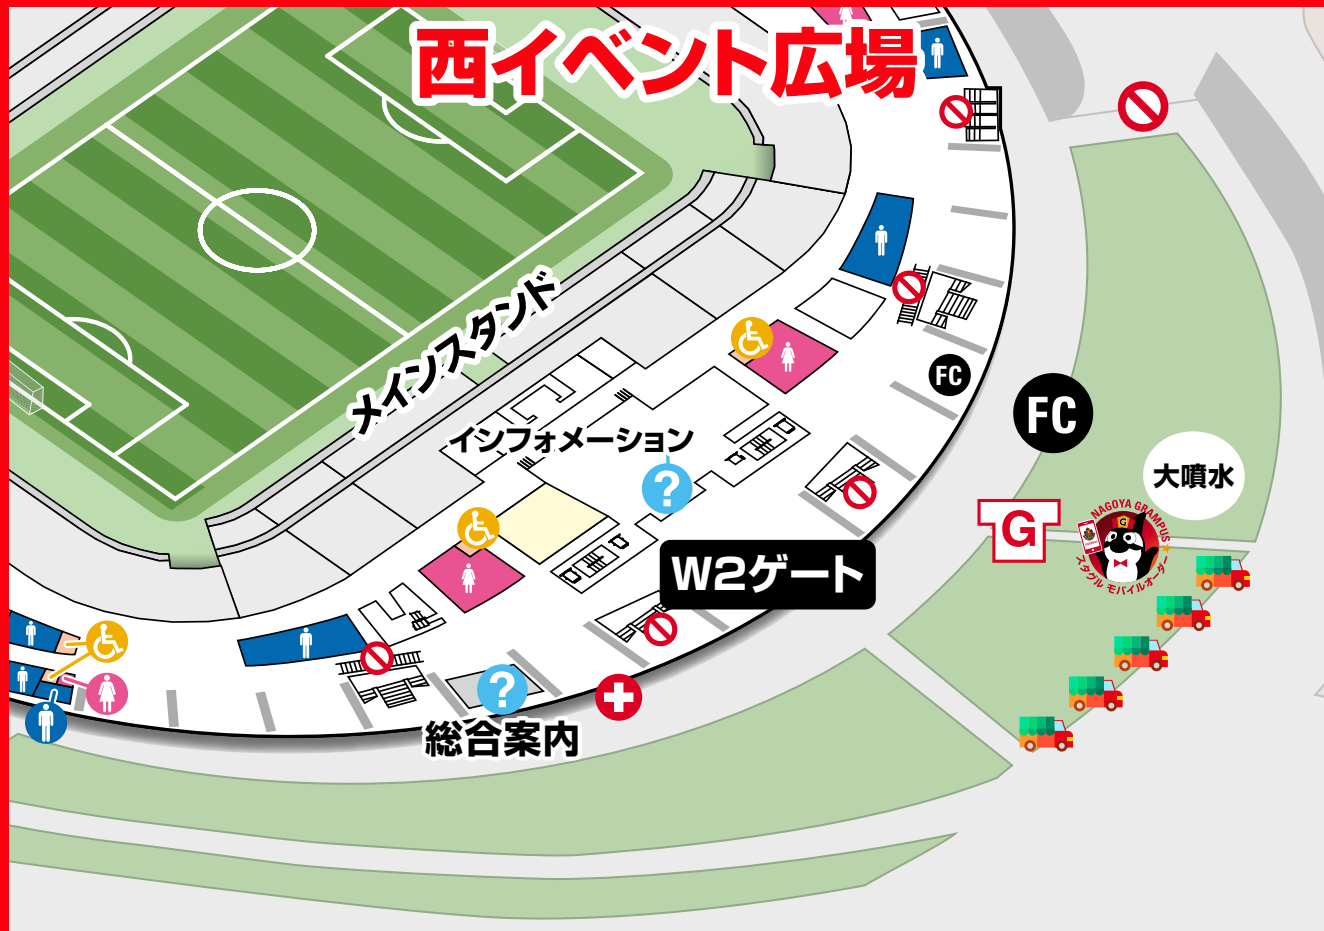 西イベント広場
メインスタンド
FC
インフォメーション
?
FC
大噴水
G
NAGOYA GRAMPUS
G
スタグル モバイルオーダー
W2ゲート
?
総合案内